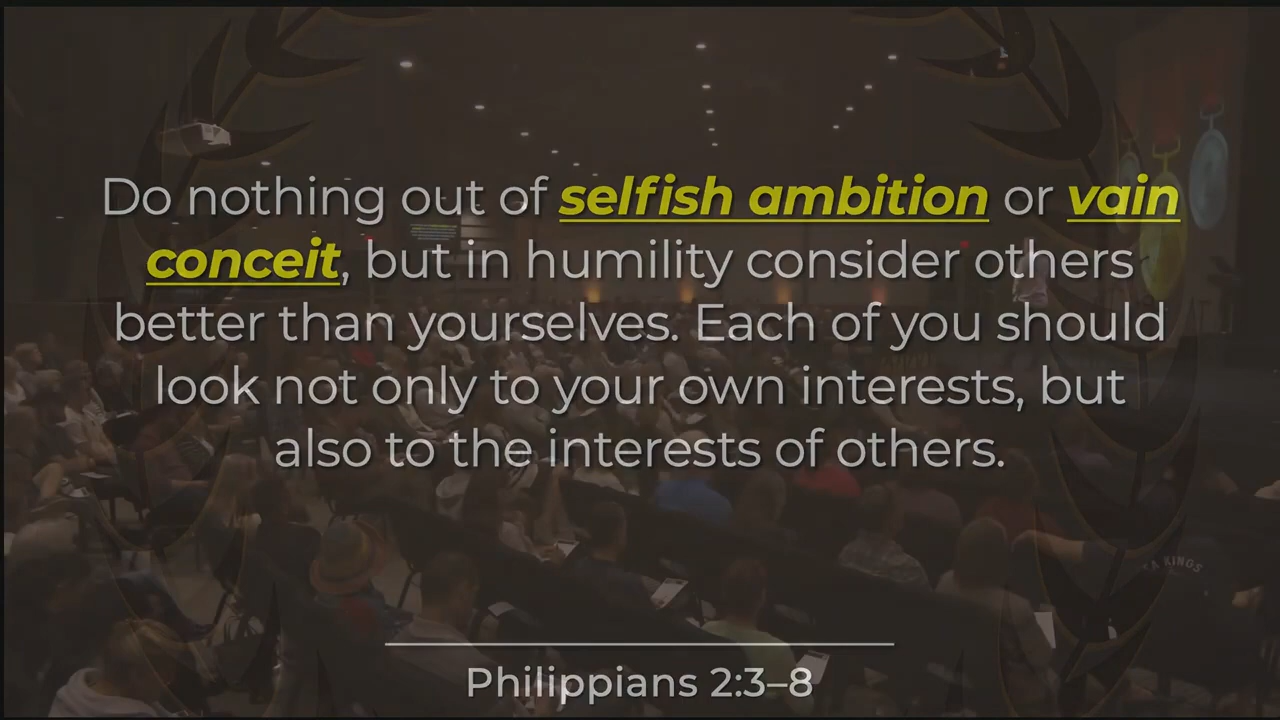 Do nothing out of selfish ambition or vain
conceit, but in humility consider others
better than yourselves. Each of you should
look not only to your own interests, but
also to the interests of others.
A KINGS
Philippians 2:3–8